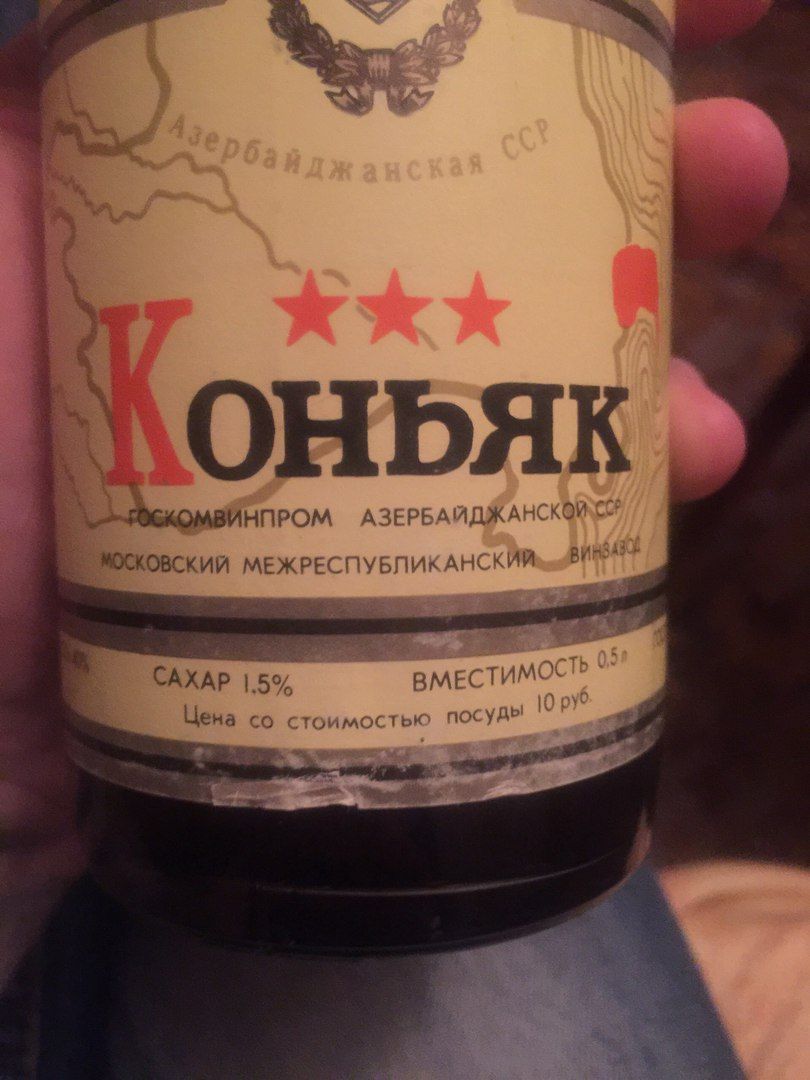 Азербайджанская ССР
Коньяк
ГОСКОМВИНПРОМ АЗЕРБАЙДЖАНСКОЙ ССР
МОСКОВСКИЙ МЕЖРЕСПУБЛИКАНСКИЙ ВИНЗАВОД
САХАР 1.5% ВМЕСТИМОСТЬ 0,5 л
Цена со стоимостью посуды 10 руб.